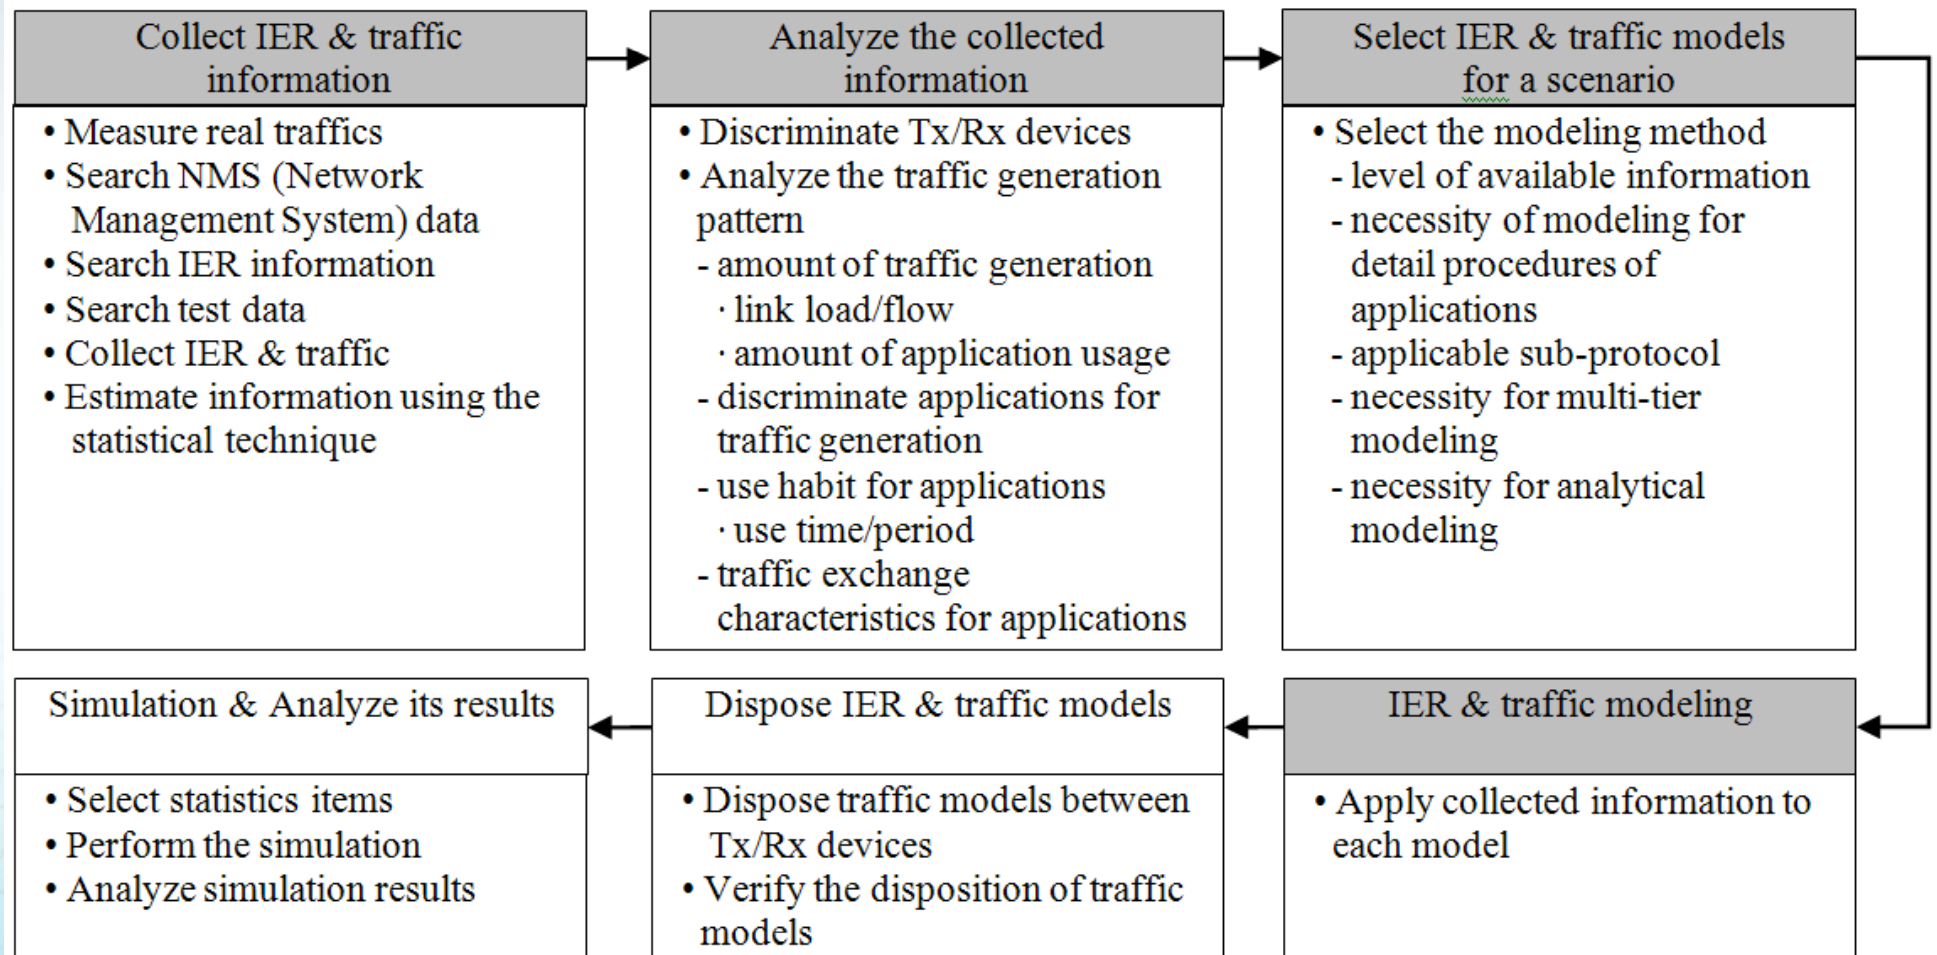 Collect IER & traffic
information
• Measure real traffics
• Search NMS (Network
Management System) data
• Search IER information
• Search test data
• Collect IER & traffic
• Estimate information using the
statistical technique
Analyze the collected
information
• Discriminate Tx/Rx devices
• Analyze the traffic generation
pattern
- amount of traffic generation
· link load/flow
· amount of application usage
- discriminate applications for
traffic generation
- use habit for applications
· use time/period
- traffic exchange
characteristics for applications
Select IER & traffic models
for a scenario
• Select the modeling method
- level of available information
- necessity of modeling for
detail procedures of
applications
- applicable sub-protocol
- necessity for multi-tier
modeling
- necessity for analytical
modeling
IER & traffic modeling
• Apply collected information to
each model
Dispose IER & traffic models
• Dispose traffic models between
Tx/Rx devices
• Verify the disposition of traffic
models
Simulation & Analyze its results
• Select statistics items
• Perform the simulation
• Analyze simulation results